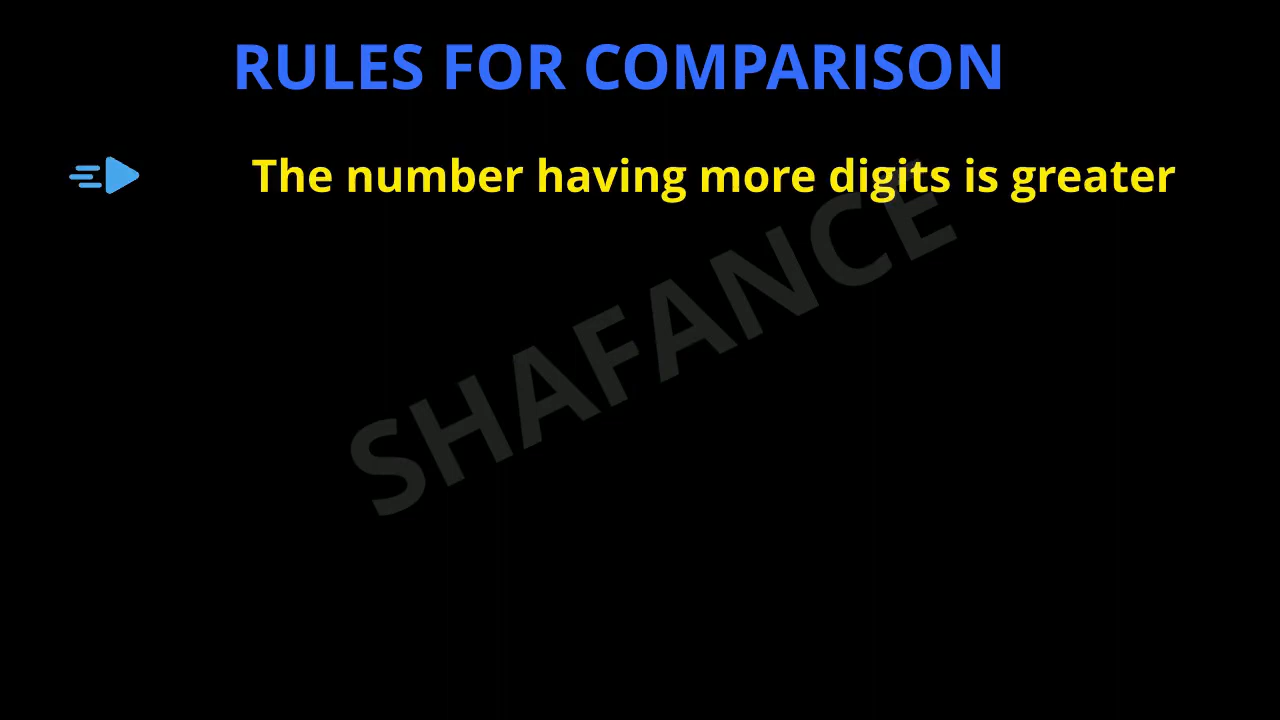 RULES FOR COMPARISON
The number having more digits is greater
SHAFANCE